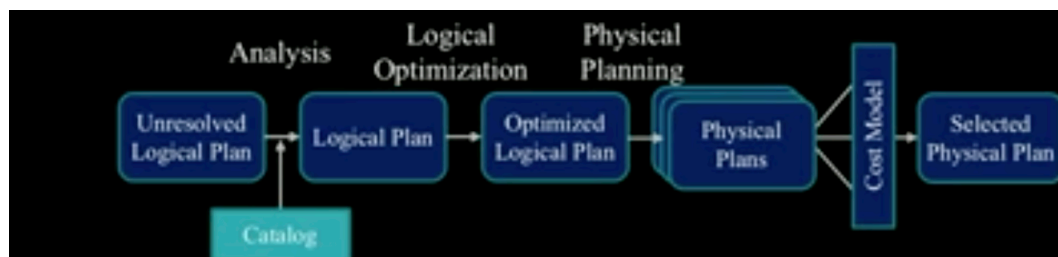 Analysis
Logical
Optimization
Physical
Planning
Unresolved
Logical Plan
Logical Plan
Optimized
Logical Plan
Physical
Plans
Cost Model
Selected
Physical Plan
Catalog